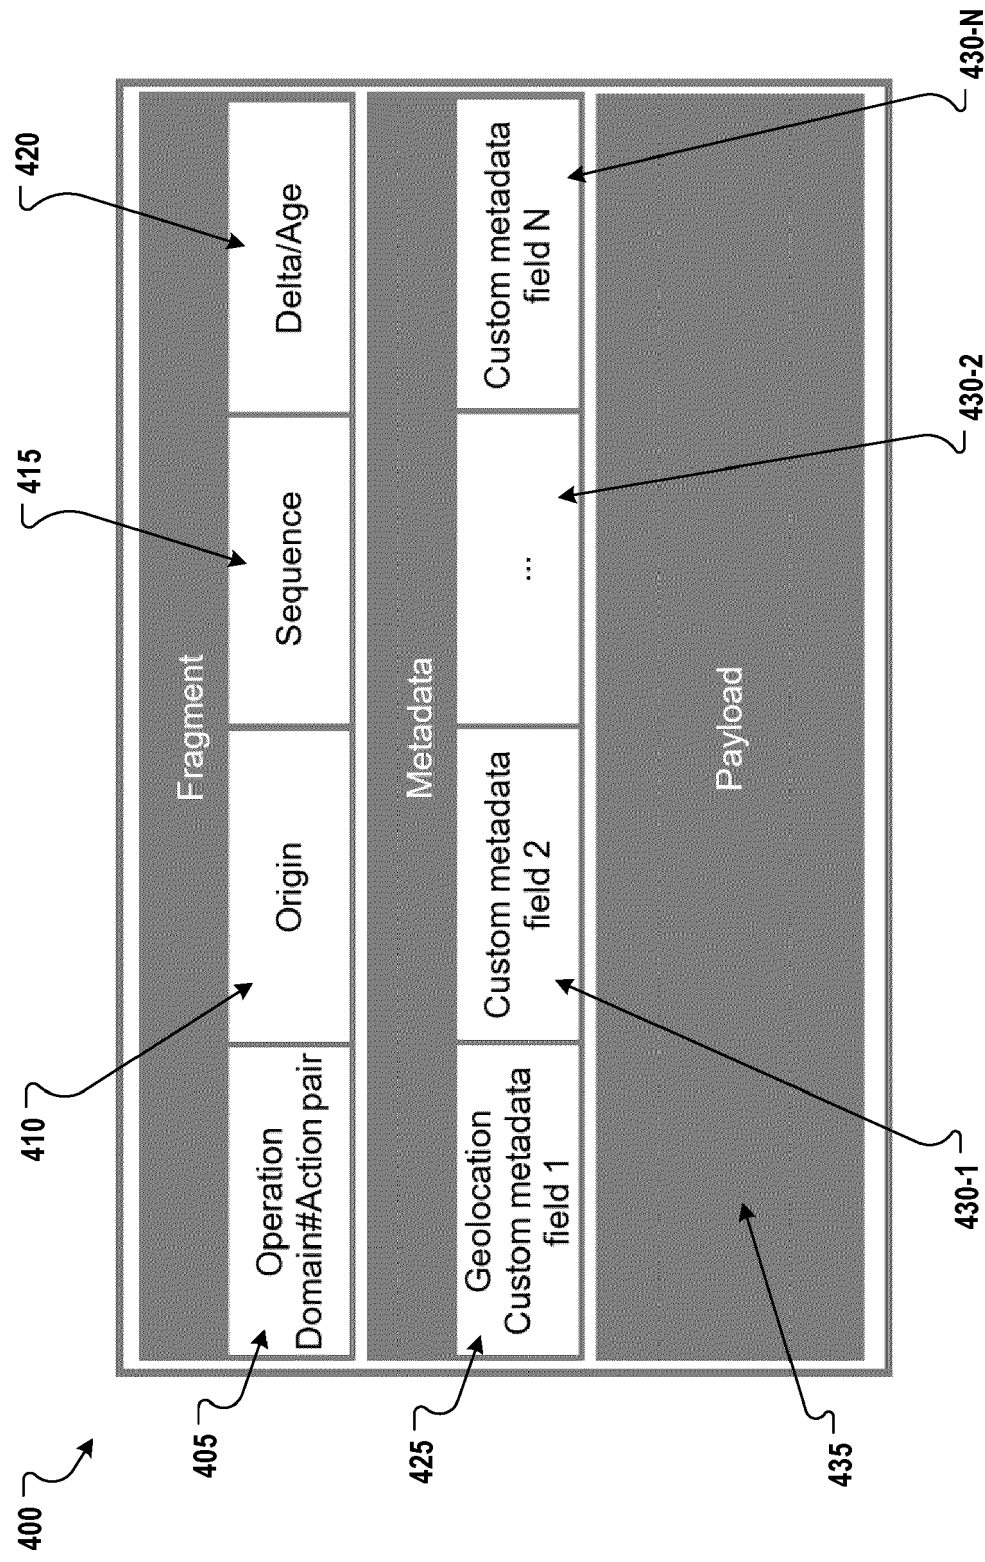 400
405
410
415
420
Fragment
Operation
Domain#Action pair
Origin
Sequence
Delta/Age
425
Metadata
Geolocation
Custom metadata
field 1
Custom metadata
field 2
...
Custom metadata
field N
435
Payload
430-1
430-2
430-N